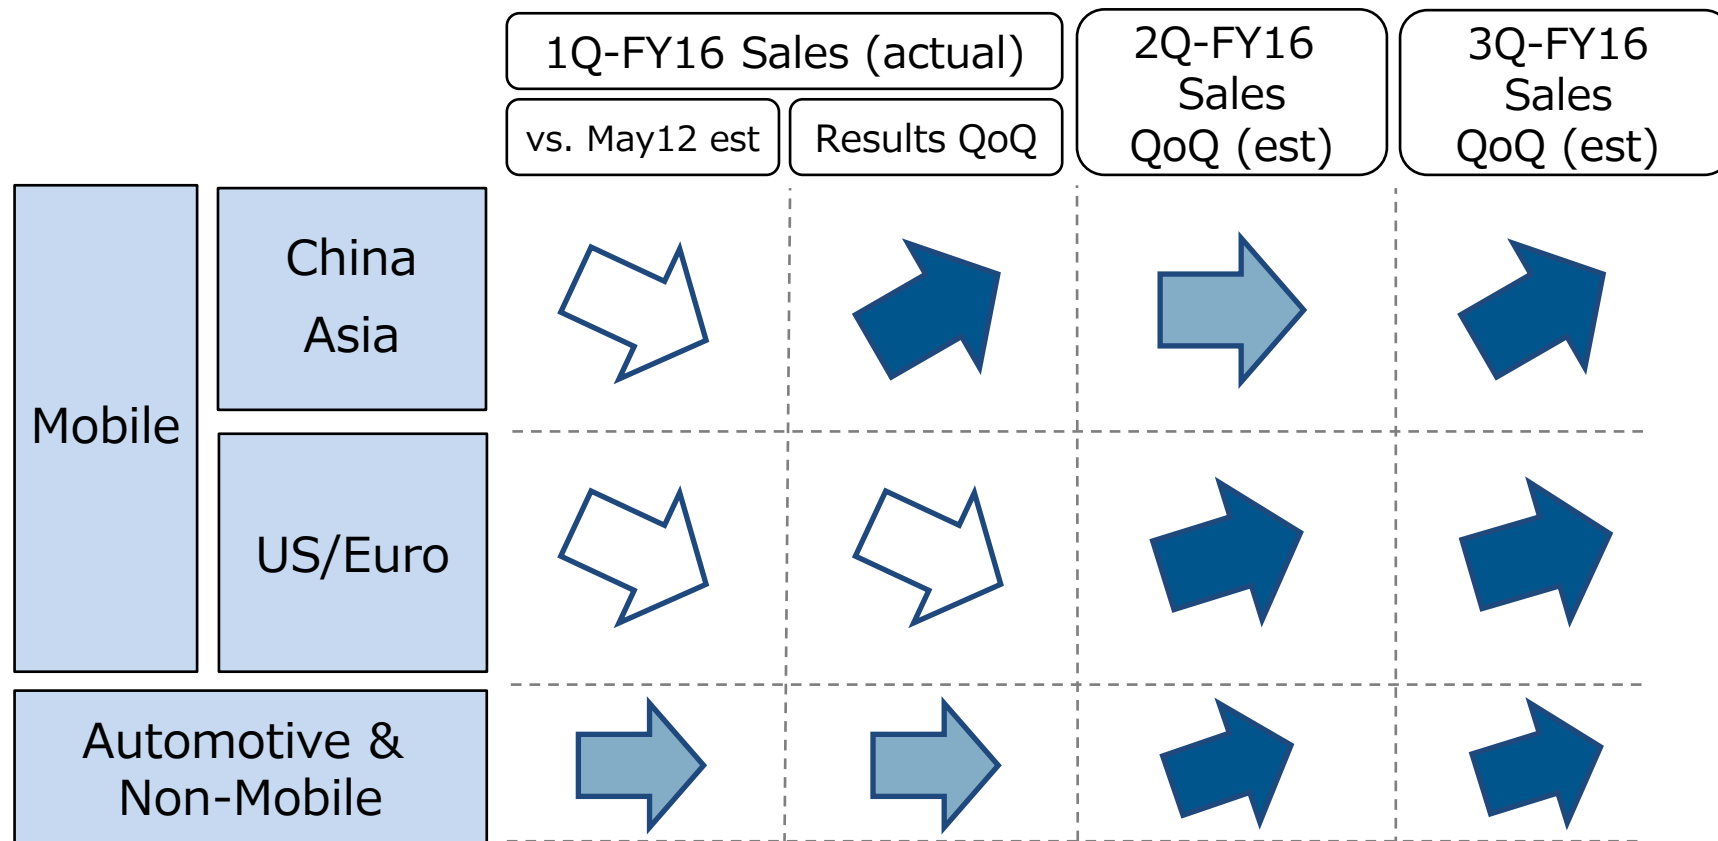 1Q-FY16 Sales (actual)
2Q-FY16
Sales
QoQ (est)
3Q-FY16
Sales
QoQ (est)
vs. May12 est
Results QoQ
Mobile
China
Asia
US/Euro
Automotive &
Non-Mobile